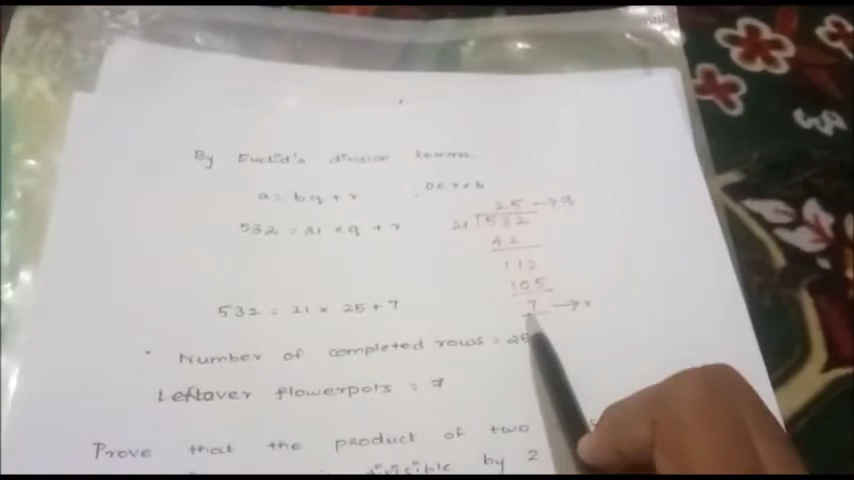 By Euclid's division lemma
a = bq + r    0 ≤ r < b
532 = 21 × q + r
25 → q
21 532
42
112
105
7 → r
532 = 21 × 25 + 7
Number of completed rows = 25
Leftover flowerpots = 7
Prove that the product of two
divisible by 2